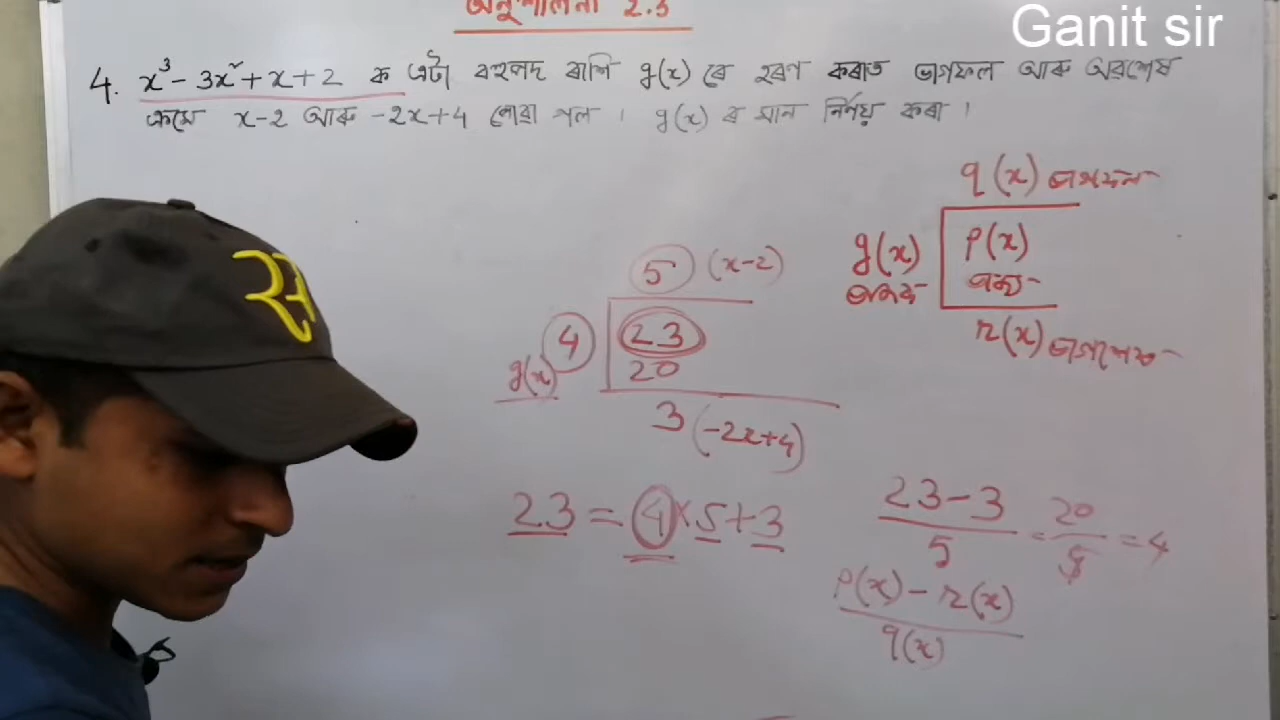 অনুশীলনী 2.3
Ganit sir
4. x³ - 3x² + x + 2 ক এটা বহুপদ ৰাশি g(x) ৰে হৰণ কৰাত ভাগফল আৰু অৱশেষ
ক্ৰমে x-2 আৰু -2x+4 পোৱা গল । g(x) ৰ মান নিৰ্ণয় কৰা ।
q(x) ভাগফল
g(x) p(x)
ভাজক ভাজ্য
r(x) ভাগশেষ
5 (x-2)
4 23
g(x) 20
3 (-2x+4)
23 = 4×5+3
23-3/5 = 20/5 = 4
p(x) - r(x)
q(x)